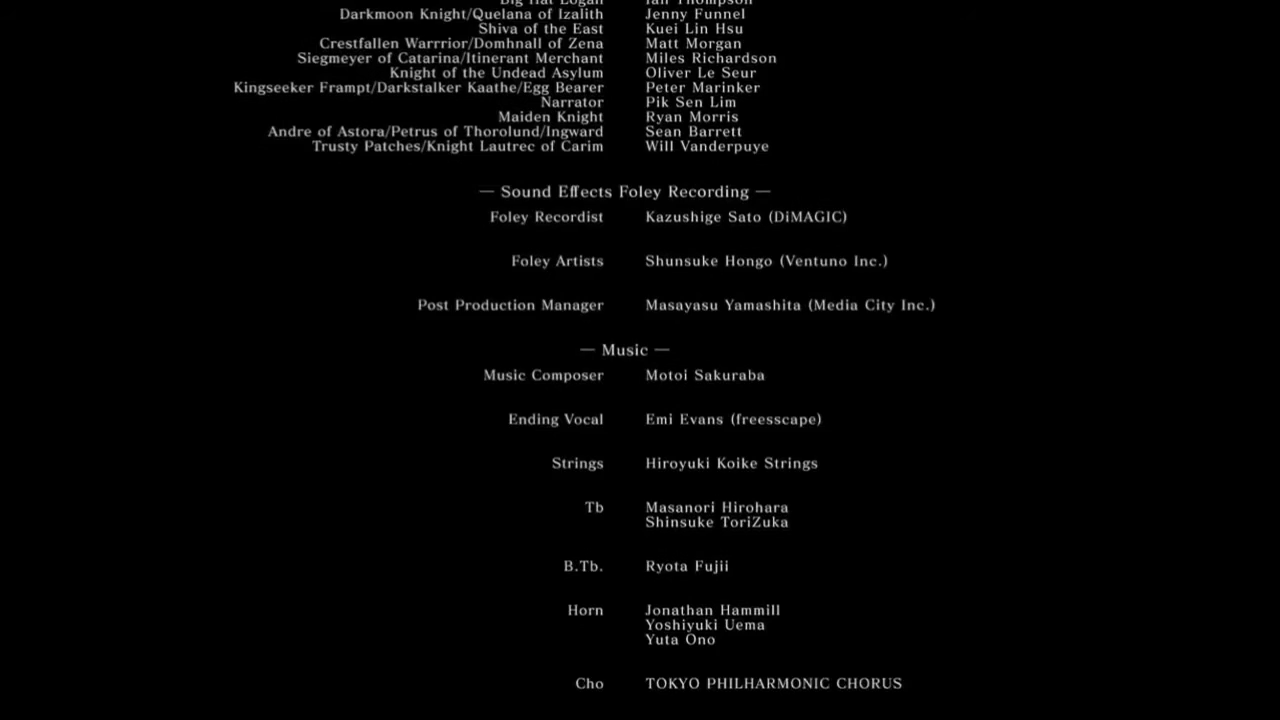 Big Hat Logan Ian Thompson
Darkmoon Knight/Quelana of Izalith Jenny Funnel
Shiva of the East Kuei Lin Hsu
Crestfallen Warrrior/Domhnall of Zena Matt Morgan
Siegmeyer of Catarina/Itinerant Merchant Miles Richardson
Knight of the Undead Asylum Oliver Le Seur
Kingseeker Frampt/Darkstalker Kaathe/Egg Bearer Peter Marinker
Narrator Pik Sen Lim
Maiden Knight Ryan Morris
Andre of Astora/Petrus of Thorolund/Ingward Sean Barrett
Trusty Patches/Knight Lautrec of Carim Will Vanderpuye
— Sound Effects Foley Recording —
Foley Recordist Kazushige Sato (DiMAGIC)
Foley Artists Shunsuke Hongo (Ventuno Inc.)
Post Production Manager Masayasu Yamashita (Media City Inc.)
— Music —
Music Composer Motoi Sakuraba
Ending Vocal Emi Evans (freesscape)
Strings Hiroyuki Koike Strings
Tb Masanori Hirohara
Shinsuke ToriZuka
B.Tb. Ryota Fujii
Horn Jonathan Hammill
Yoshiyuki Uema
Yuta Ono
Cho TOKYO PHILHARMONIC CHORUS